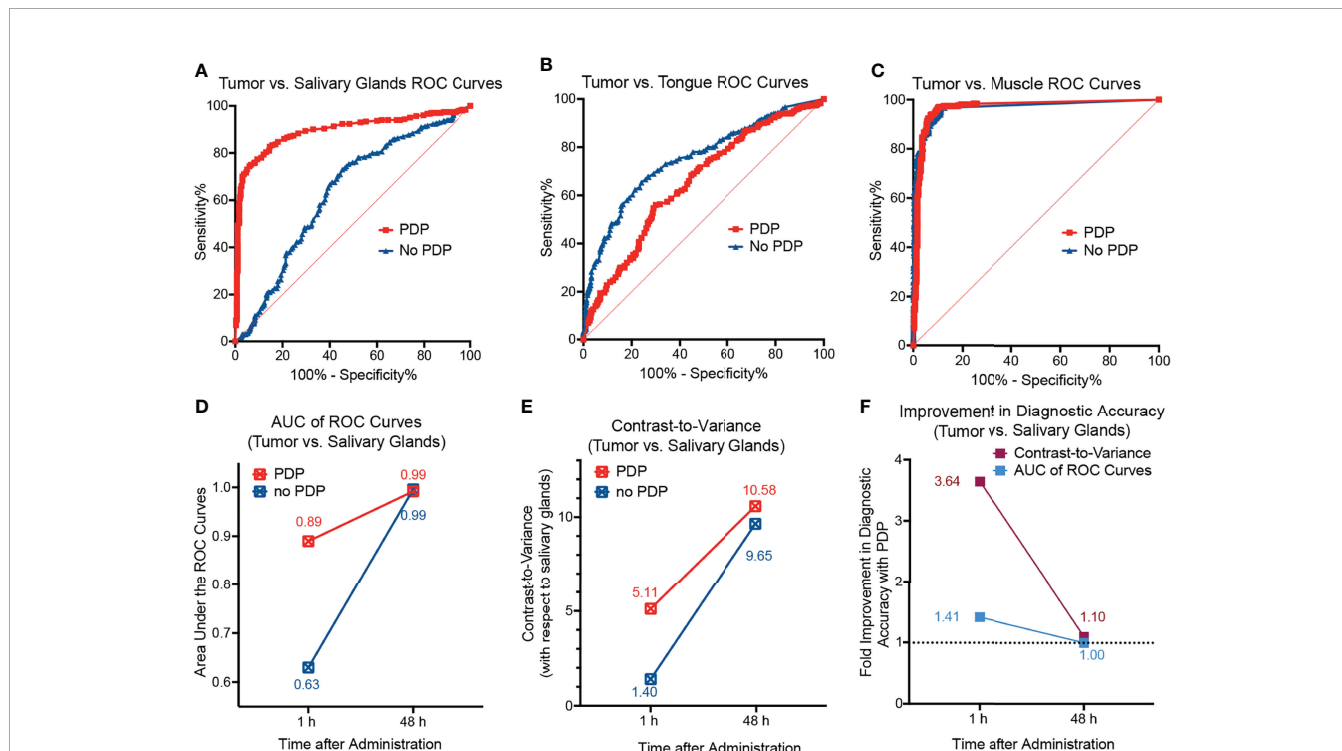 A
Tumor vs. Salivary Glands ROC Curves
100
80
60
40
20
0
Sensitivity%
PDP
No PDP
0 20 40 60 80 100
100% - Specificity%
B
Tumor vs. Tongue ROC Curves
100
80
60
40
20
0
Sensitivity%
PDP
No PDP
0 20 40 60 80 100
100% - Specificity%
C
Tumor vs. Muscle ROC Curves
100
80
60
40
20
0
Sensitivity%
PDP
No PDP
0 20 40 60 80 100
100% - Specificity%
D
AUC of ROC Curves
(Tumor vs. Salivary Glands)
PDP
no PDP
1.0
0.9
0.8
0.7
0.6
Area Under the ROC Curves
0.99
0.89
0.99
0.63
1 h 48 h
Time after Administration
E
Contrast-to-Variance
(Tumor vs. Salivary Glands)
PDP
no PDP
10
5
0
Contrast-to-Variance
(with respect to salivary glands)
10.58
9.65
5.11
1.40
1 h 48 h
Time after Administration
F
Improvement in Diagnostic Accuracy
(Tumor vs. Salivary Glands)
Contrast-to-Variance
AUC of ROC Curves
4
3
2
1
0
Fold Improvement in Diagnostic
Accuracy with PDP
3.64
1.41
1.10
1.00
1 h 48 h
Time after Administration